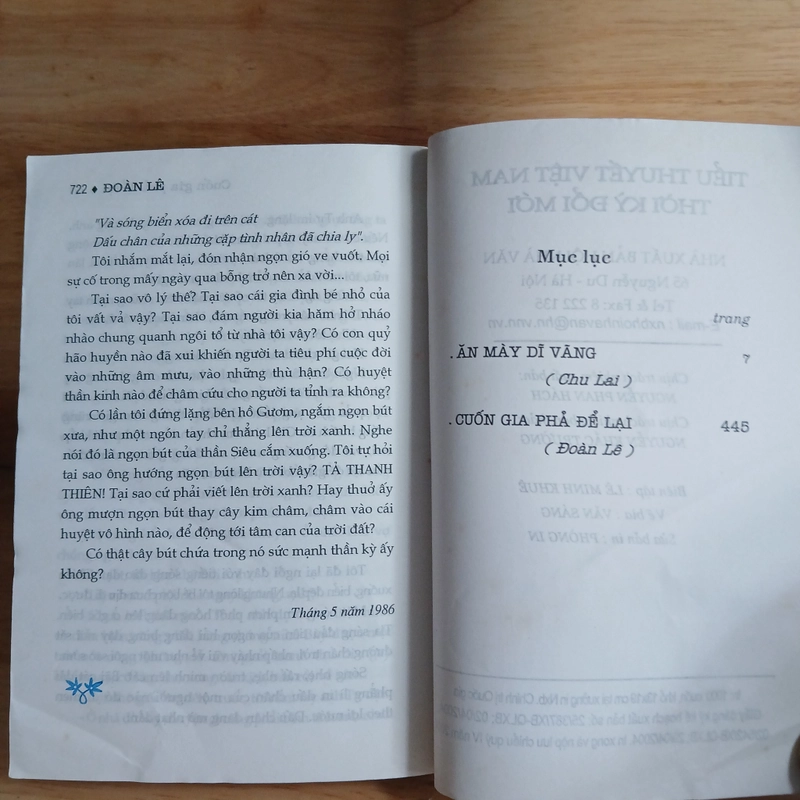 722 ♦ ĐOÀN LÊ
"Và sóng biển xóa đi trên cát
Dấu chân của những cặp tình nhân đã chia ly".
Tôi nhắm mắt lại, đón nhận ngọn gió ve vuốt. Mọi
sự cố trong mấy ngày qua bỗng trở nên xa vời...
Tại sao vô lý thế? Tại sao cái gia đình bé nhỏ của
tôi vất vả vậy? Tại sao đám người kia hăm hở nháo
nhào chung quanh ngôi tổ từ nhà tôi vậy? Có con quỷ
hão huyền nào đã xui khiến người ta tiêu phí cuộc đời
vào những âm mưu, vào những thù hận? Có huyệt
thần kinh nào để châm cứu cho người ta tỉnh ra không?
Có lần tôi đứng lặng bên hồ Gươm, ngắm ngọn bút
xưa, như một ngón tay chỉ thẳng lên trời xanh. Nghe
nói đó là ngọn bút của thần Siêu cắm xuống. Tôi tự hỏi
tại sao ông hướng ngọn bút lên trời vậy? TẢ THANH
THIÊN! Tại sao cứ phải viết lên trời xanh? Hay thuở ấy
ông mượn ngọn bút thay cây kim châm, châm vào cái
huyệt vô hình nào, để động tới tâm can của trời đất?
Có thật cây bút chứa trong nó sức mạnh thần kỳ ấy
không?
Tháng 5 năm 1986
Mục lục
trang
. ĂN MÀY DĨ VÃNG 7
( Chu Lai )
. CUỐN GIA PHẢ ĐỂ LẠI 445
( Đoàn Lê )